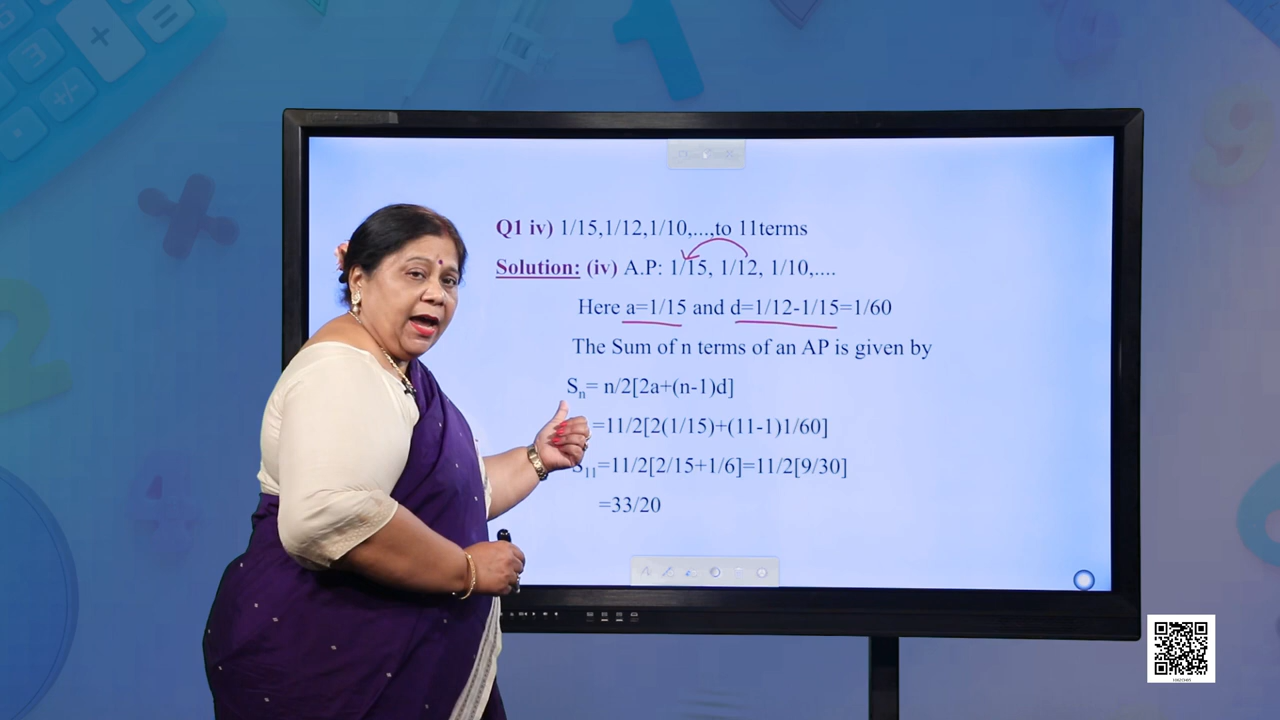 Q1 iv) 1/15,1/12,1/10,...,to 11terms
Solution: (iv) A.P: 1/15, 1/12, 1/10,....
Here a=1/15 and d=1/12-1/15=1/60
The Sum of n terms of an AP is given by
Sn= n/2[2a+(n-1)d]
=11/2[2(1/15)+(11-1)1/60]
S11=11/2[2/15+1/6]=11/2[9/30]
=33/20